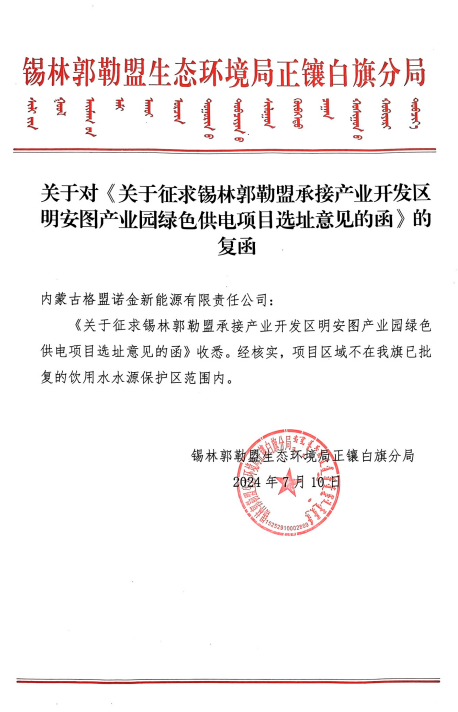 锡林郭勒盟生态环境局正镶白旗分局
关于对《关于征求锡林郭勒盟承接产业开发区
明安图产业园绿色供电项目选址意见的函》的
复函
内蒙古格盟诺金新能源有限责任公司：
《关于征求锡林郭勒盟承接产业开发区明安图产业园绿色
供电项目选址意见的函》收悉。经核实，项目区域不在我旗已批
复的饮用水水源保护区范围内。
锡林郭勒盟生态环境局正镶白旗分局
2024年7月10日